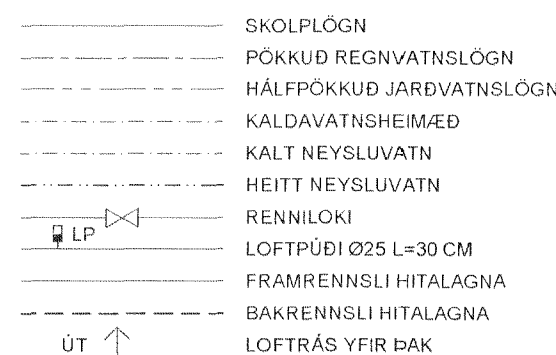 SKOLPLÖGN
PÖKKUÐ REGNVATNSLÖGN
HÁLFPÖKKUÐ JARÐVATNSLÖGN
KALDAVATNSHEIMÆÐ
KALT NEYSLUVATN
HEITT NEYSLUVATN
RENNILOKI
LP LOFTPÚÐI Ø25 L=30 CM
FRAMRENNSLI HITALAGNA
BAKRENNSLI HITALAGNA
ÚT LOFTRÁS YFIR ÞAK